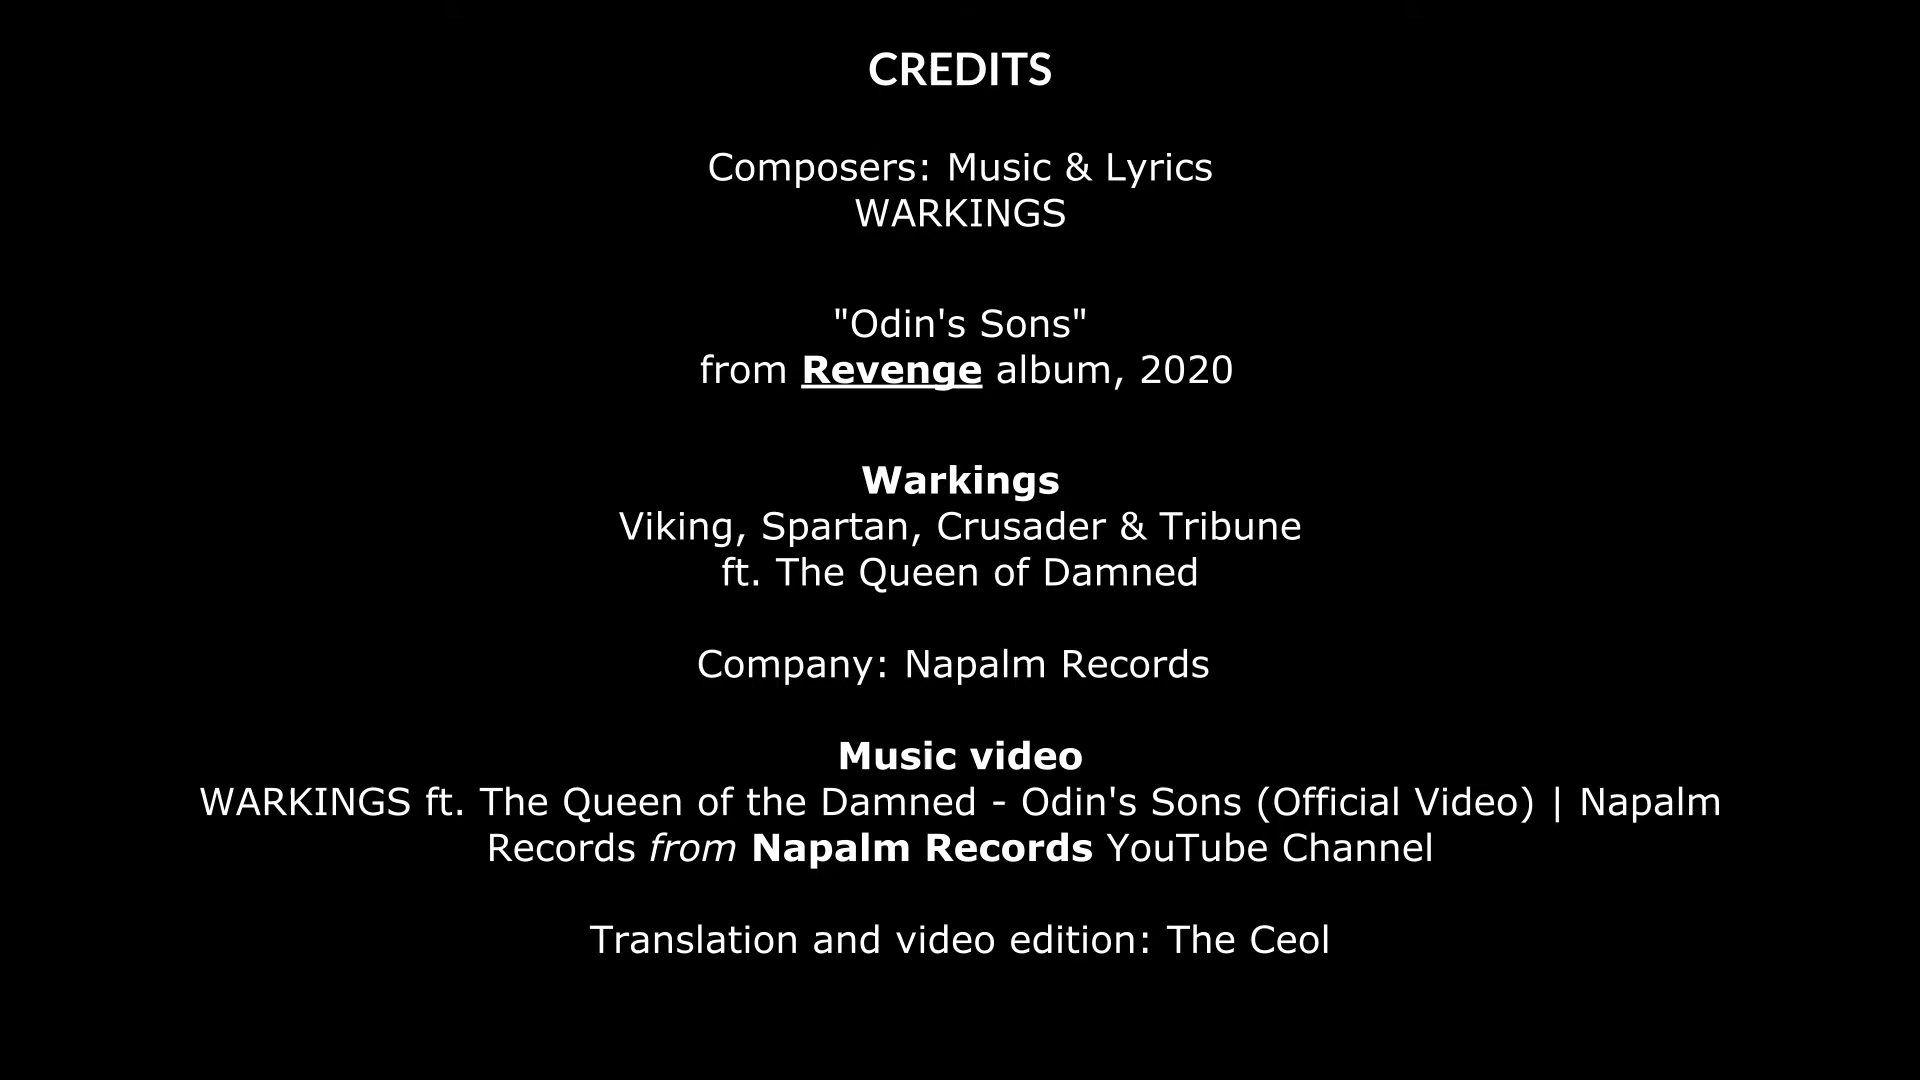 CREDITS
Composers: Music & Lyrics
WARKINGS
"Odin's Sons"
from Revenge album, 2020
Warkings
Viking, Spartan, Crusader & Tribune
ft. The Queen of Damned
Company: Napalm Records
Music video
WARKINGS ft. The Queen of the Damned - Odin's Sons (Official Video) | Napalm
Records from Napalm Records YouTube Channel
Translation and video edition: The Ceol